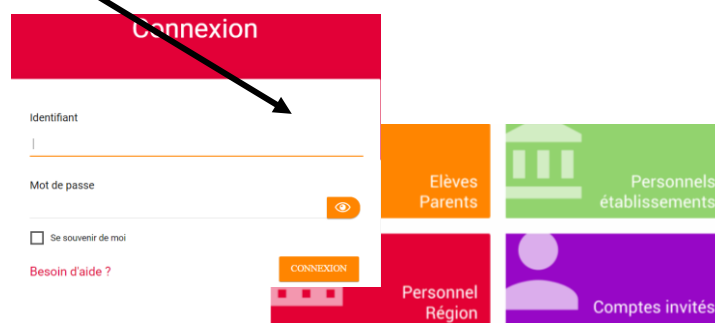 Connexion
Identifiant
Mot de passe
Se souvenir de moi
Besoin d'aide ?
CONNEXION
Elèves
Parents
Personnels
établissements
Personnel
Région
Comptes invités